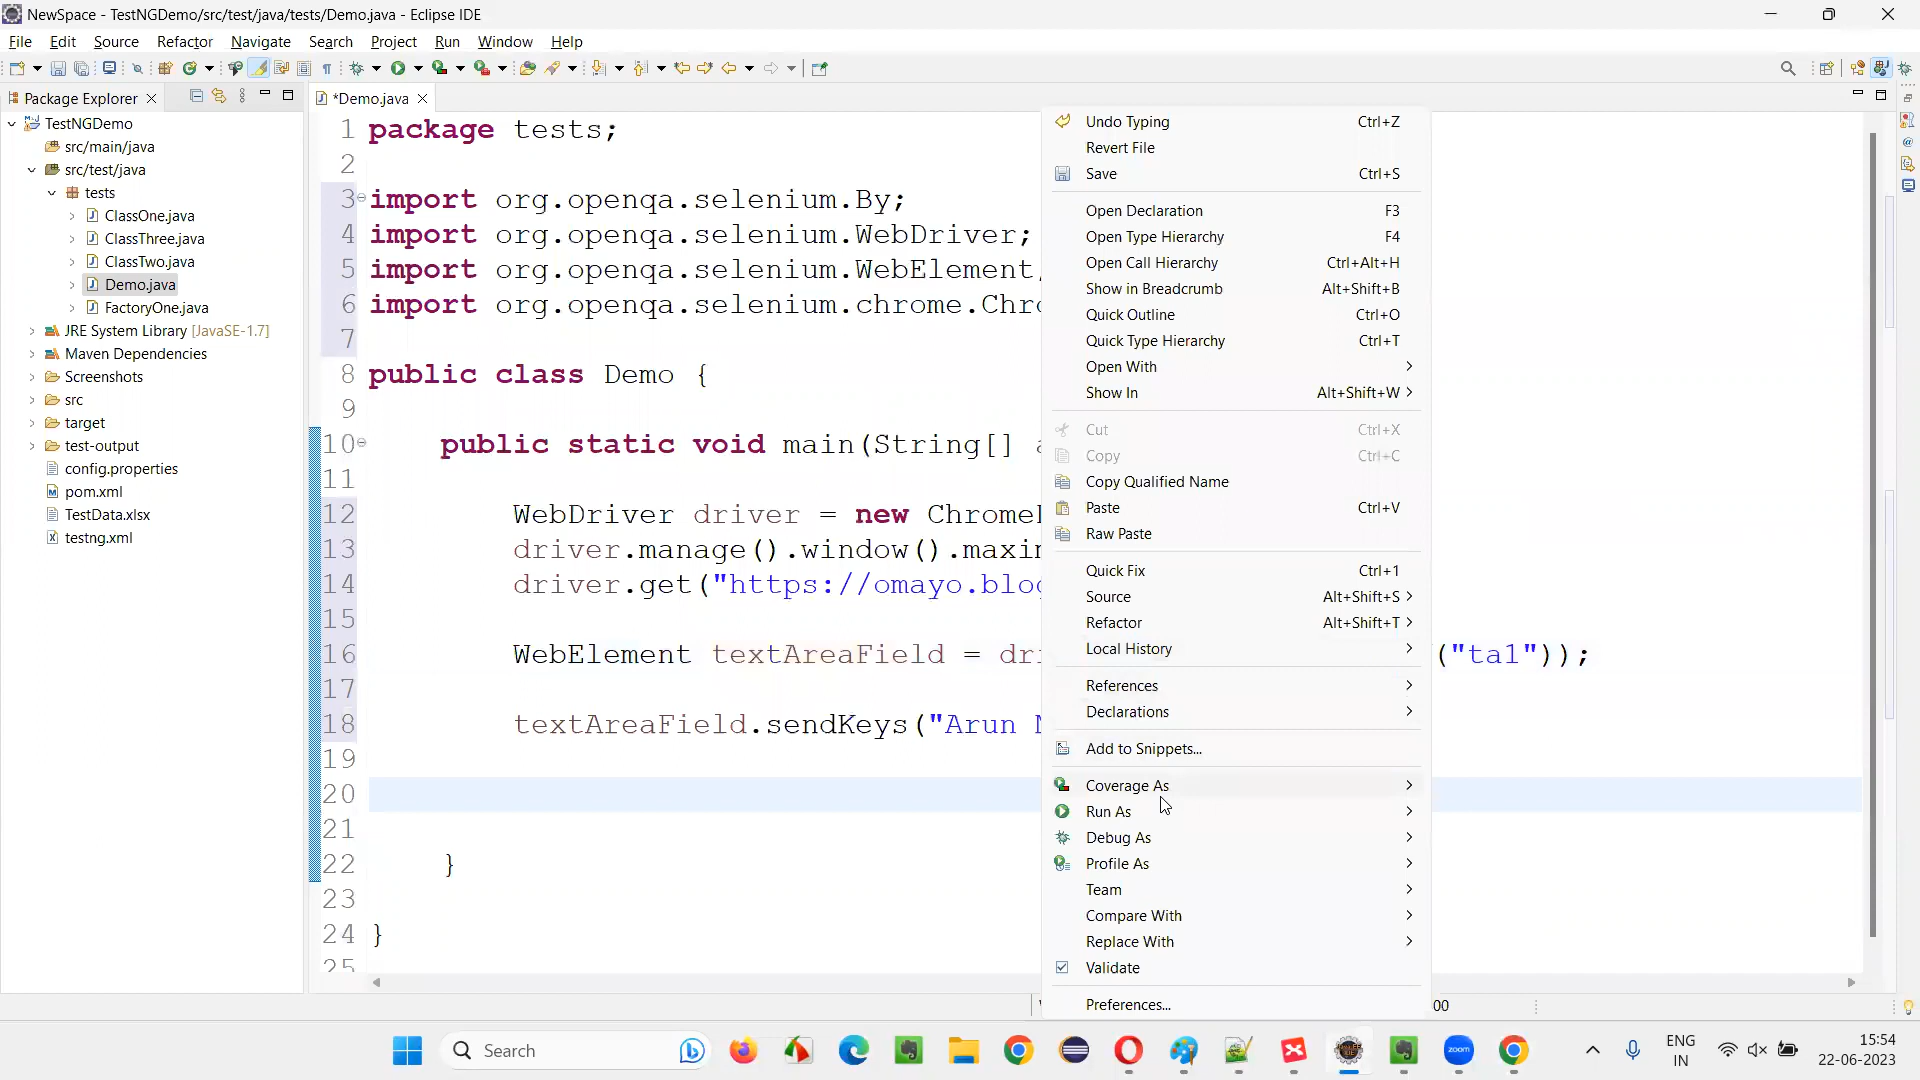 NewSpace - TestNGDemo/src/test/java/tests/Demo.java - Eclipse IDE
File Edit Source Refactor Navigate Search Project Run Window Help
Package Explorer
*Demo.java
TestNGDemo
src/main/java
src/test/java
tests
ClassOne.java
ClassThree.java
ClassTwo.java
Demo.java
FactoryOne.java
JRE System Library [JavaSE-1.7]
Maven Dependencies
Screenshots
src
target
test-output
config.properties
pom.xml
TestData.xlsx
testng.xml
1 package tests;
2
3 import org.openqa.selenium.By;
4 import org.openqa.selenium.WebDriver;
5 import org.openqa.selenium.WebElement;
6 import org.openqa.selenium.chrome.Chro
7
8 public class Demo {
9
10 public static void main(String[] a
11
12 WebDriver driver = new Chrome
13 driver.manage().window().maxim
14 driver.get("https://omayo.blog
15
16 WebElement textAreaField = dri ("ta1"));
17
18 textAreaField.sendKeys("Arun M
19
20
21
22 }
23
24 }
25
Undo Typing Ctrl+Z
Revert File
Save Ctrl+S
Open Declaration F3
Open Type Hierarchy F4
Open Call Hierarchy Ctrl+Alt+H
Show in Breadcrumb Alt+Shift+B
Quick Outline Ctrl+O
Quick Type Hierarchy Ctrl+T
Open With
Show In Alt+Shift+W
Cut Ctrl+X
Copy Ctrl+C
Copy Qualified Name
Paste Ctrl+V
Raw Paste
Quick Fix Ctrl+1
Source Alt+Shift+S
Refactor Alt+Shift+T
Local History
References
Declarations
Add to Snippets...
Coverage As
Run As
Debug As
Profile As
Team
Compare With
Replace With
Validate
Preferences...
00
Search
zoom
ENG
IN
15:54
22-06-2023